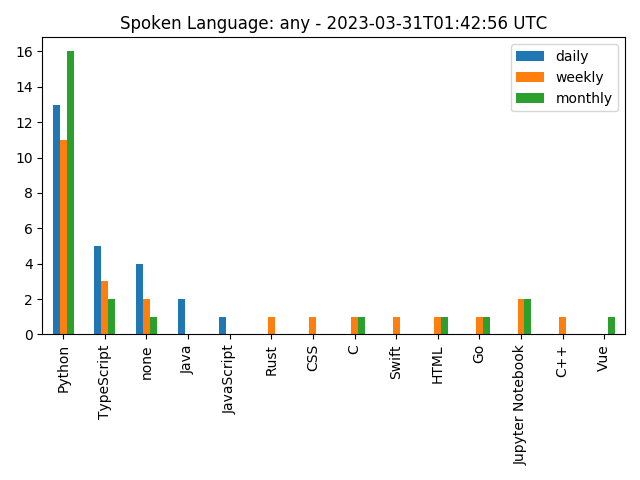 Spoken Language: any - 2023-03-31T01:42:56 UTC
daily
weekly
monthly
16
14
12
10
8
6
4
2
0
Python
TypeScript
none
Java
JavaScript
Rust
CSS
C
Swift
HTML
Go
Jupyter Notebook
C++
Vue